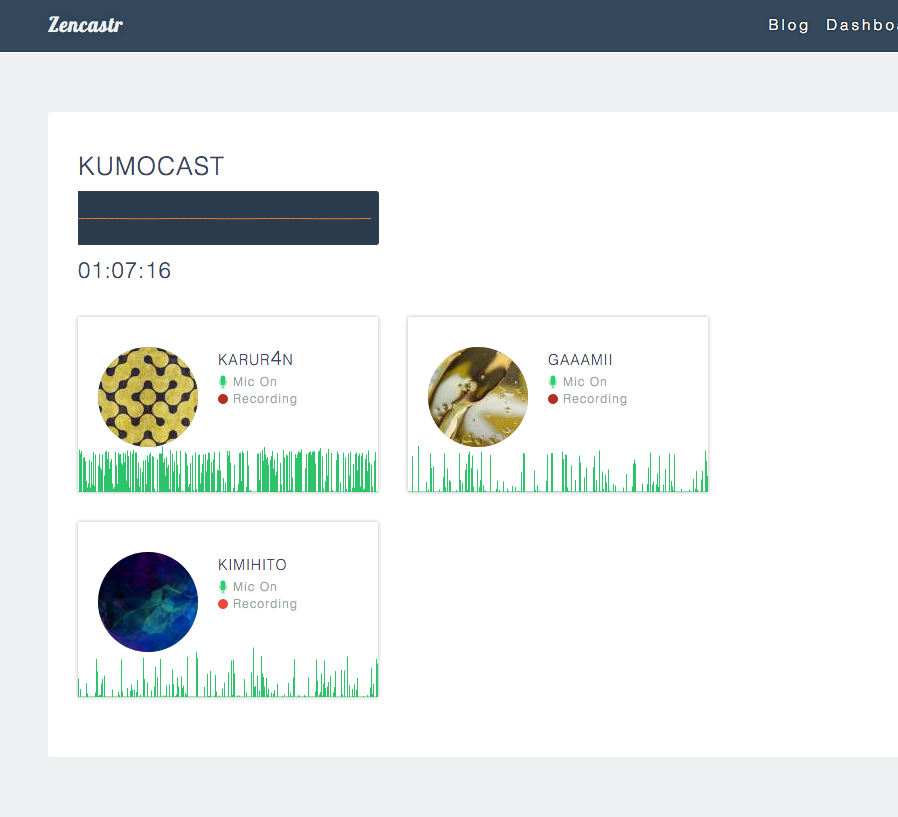 Zencastr
Blog Dashbo
KUMOCAST
01:07:16
KARUR4N
Mic On
Recording
GAAAMII
Mic On
Recording
KIMIHITO
Mic On
Recording